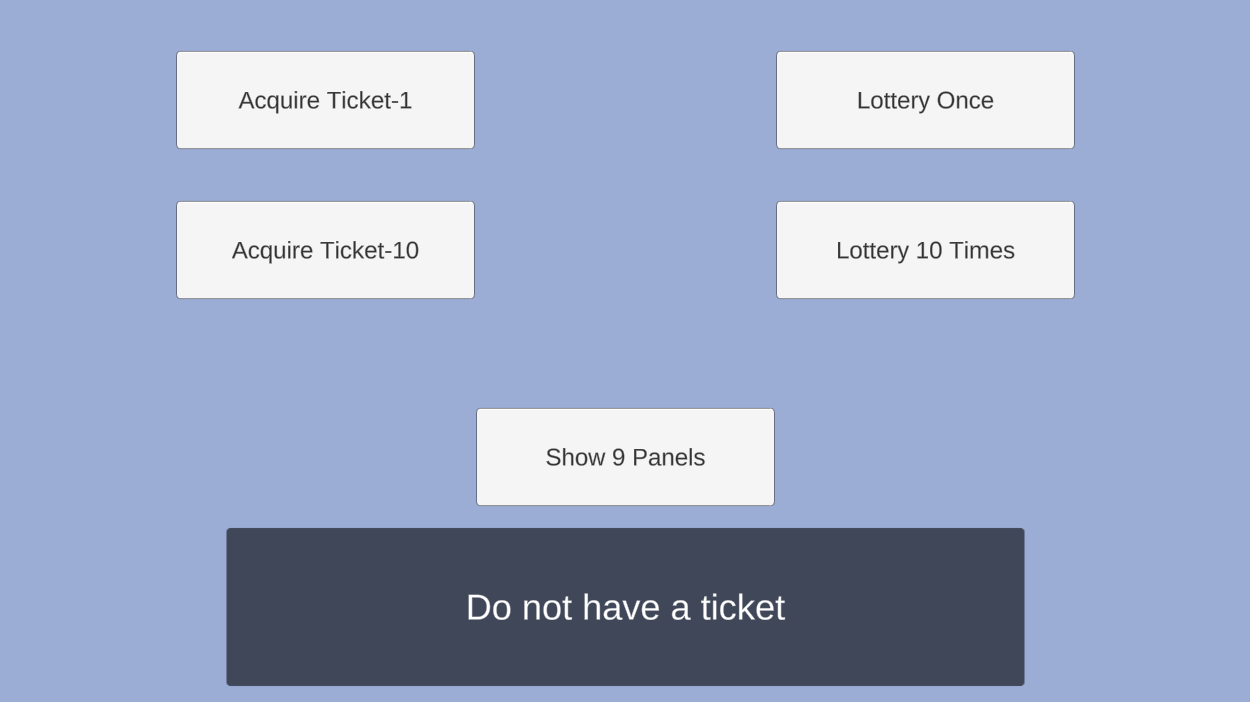 Acquire Ticket-1
Lottery Once
Acquire Ticket-10
Lottery 10 Times
Show 9 Panels
Do not have a ticket